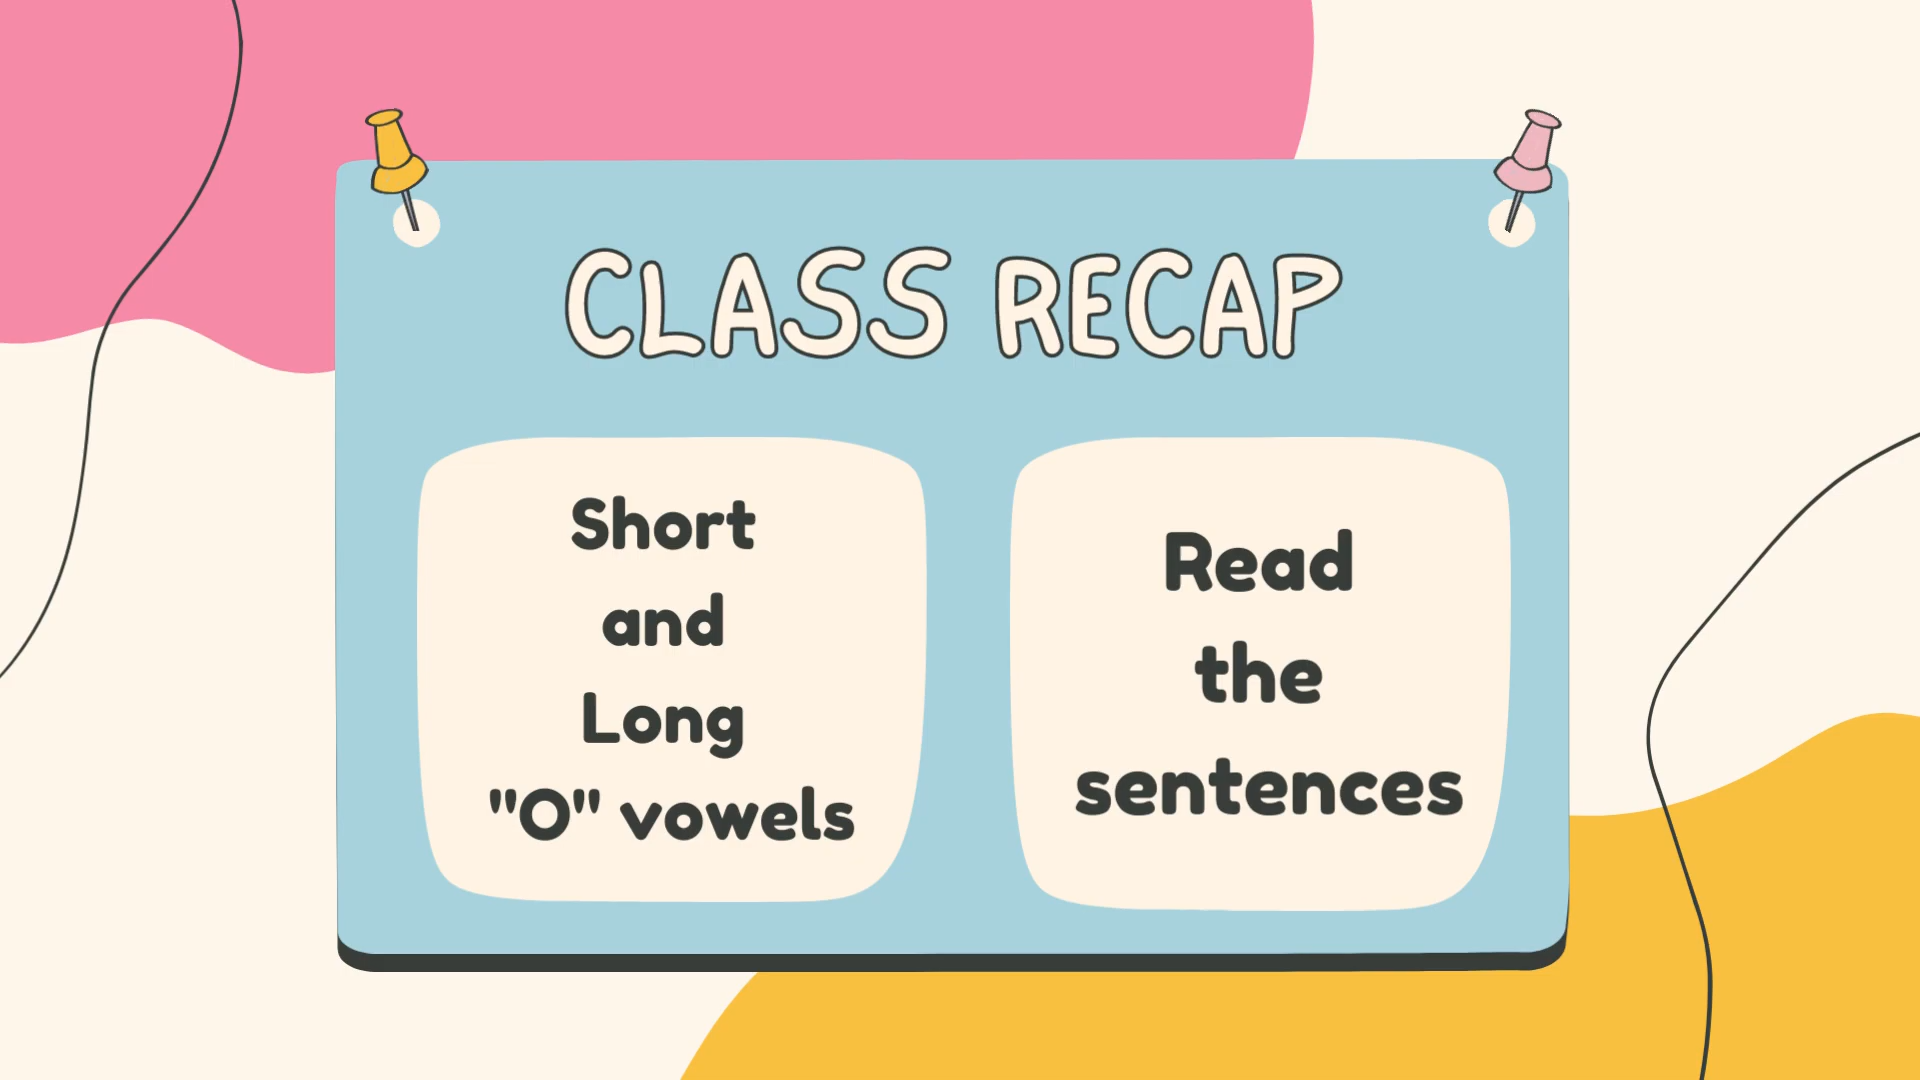 CLASS RECAP
Short
and
Long
"O" vowels
Read
the
sentences